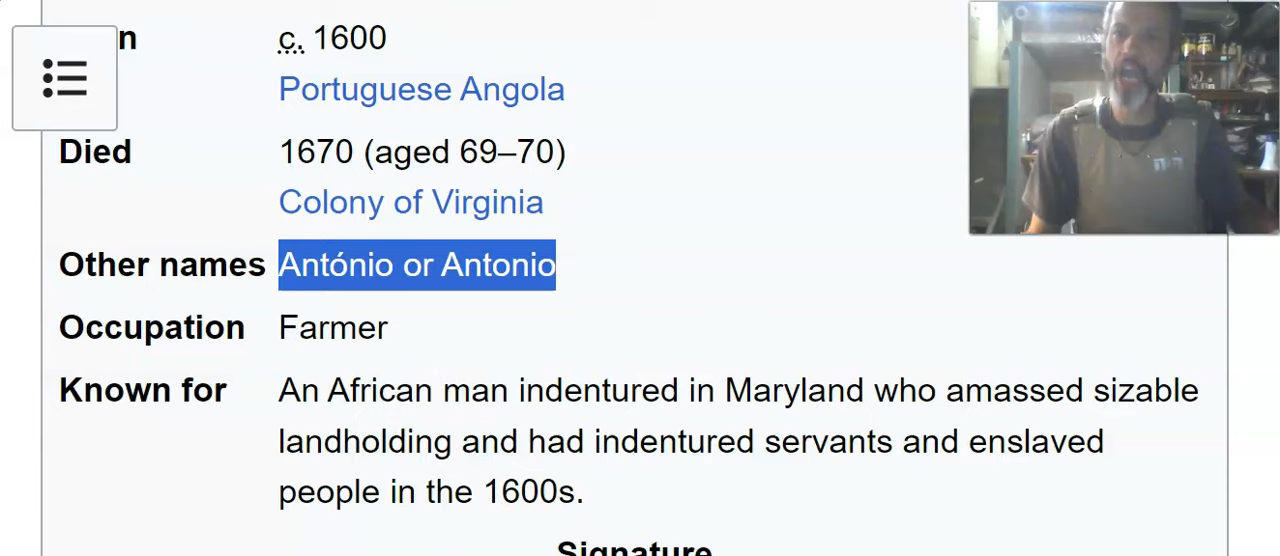 n
c. 1600
Portuguese Angola
Died
1670 (aged 69–70)
Colony of Virginia
Other names António or Antonio
Occupation Farmer
Known for An African man indentured in Maryland who amassed sizable
landholding and had indentured servants and enslaved
people in the 1600s.
Signature